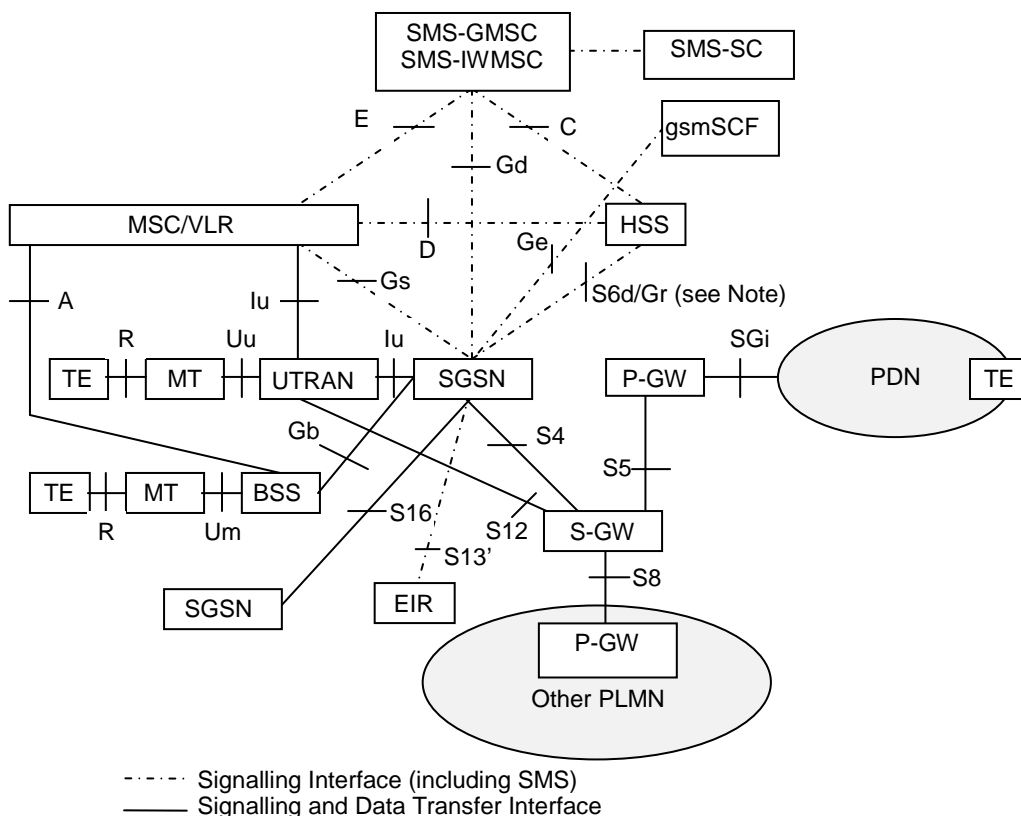 SMS-GMSC
SMS-IWMSC
SMS-SC
gsmSCF
E
C
Gd
MSC/VLR
HSS
D
Ge
Gs
S6d/Gr (see Note)
A
Iu
R
Uu
Iu
SGi
TE
MT
UTRAN
SGSN
P-GW
PDN
TE
Gb
S4
S5
TE
MT
BSS
R
Um
S16
S12
S-GW
S13’
S8
SGSN
EIR
P-GW
Other PLMN
Signalling Interface (including SMS)
Signalling and Data Transfer Interface